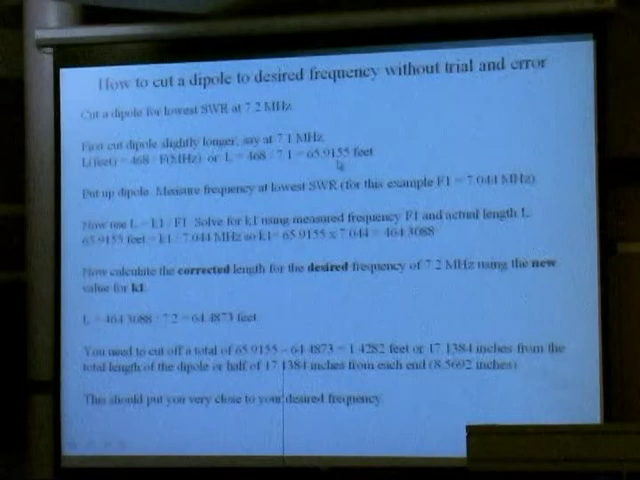 How to cut a dipole to desired frequency without trial and error
Cut a dipole for lowest SWR at 7.2 MHz
First cut dipole slightly longer, say at 7.1 MHz
L(feet) = 468 / F(MHz) or L = 468 / 7.1 = 65.9155 feet
Put up dipole. Measure frequency at lowest SWR (for this example F1 = 7.044 MHz)
Now use L = k1 / F1. Solve for k1 using measured frequency F1 and actual length L.
65.9155 feet = k1 / 7.044 MHz so k1= 65.9155 x 7.044 = 464.3088
Now calculate the corrected length for the desired frequency of 7.2 MHz using the new
value for k1
L = 464.3088 / 7.2 = 64.4873 feet
You need to cut off a total of 65.9155 – 64.4873 = 1.4282 feet or 17.1384 inches from the
total length of the dipole or half of 17.1384 inches from each end (8.5692 inches)
This should put you very close to your desired frequency